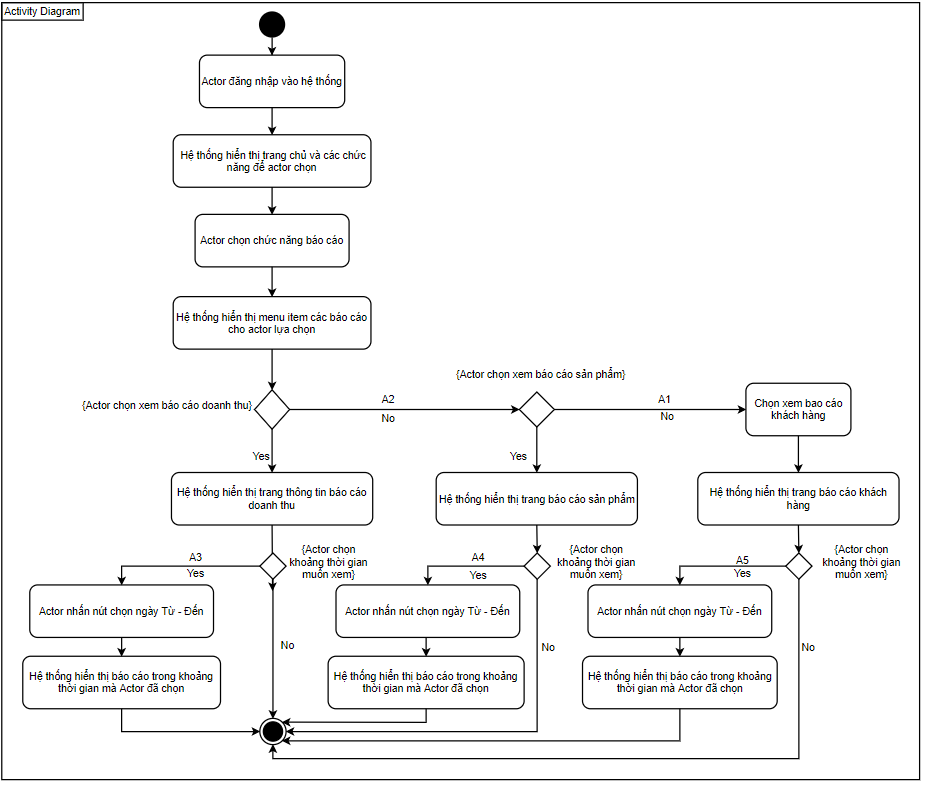 Activity Diagram
Actor đăng nhập vào hệ thống
Hệ thống hiển thị trang chủ và các chức
năng để actor chọn
Actor chọn chức năng báo cáo
Hệ thống hiển thị menu item các báo cáo
cho actor lựa chọn
{Actor chọn xem báo cáo doanh thu}
A2
No
{Actor chọn xem báo cáo sản phẩm}
A1
No
Chọn xem bao cáo
khách hàng
Yes
Yes
Hệ thống hiển thị trang thông tin báo cáo
doanh thu
Hệ thống hiển thị trang báo cáo sản phẩm
Hệ thống hiển thị trang báo cáo khách
hàng
A3
Yes
{Actor chọn
khoảng thời gian
muốn xem}
A4
Yes
{Actor chọn
khoảng thời gian
muốn xem}
A5
Yes
{Actor chọn
khoảng thời gian
muốn xem}
Actor nhấn nút chọn ngày Từ - Đến
Actor nhấn nút chọn ngày Từ - Đến
Actor nhấn nút chọn ngày Từ - Đến
No
No
No
Hệ thống hiển thị báo cáo trong khoảng
thời gian mà Actor đã chọn
Hệ thống hiển thị báo cáo trong khoảng
thời gian mà Actor đã chọn
Hệ thống hiển thị báo cáo trong khoảng
thời gian mà Actor đã chọn